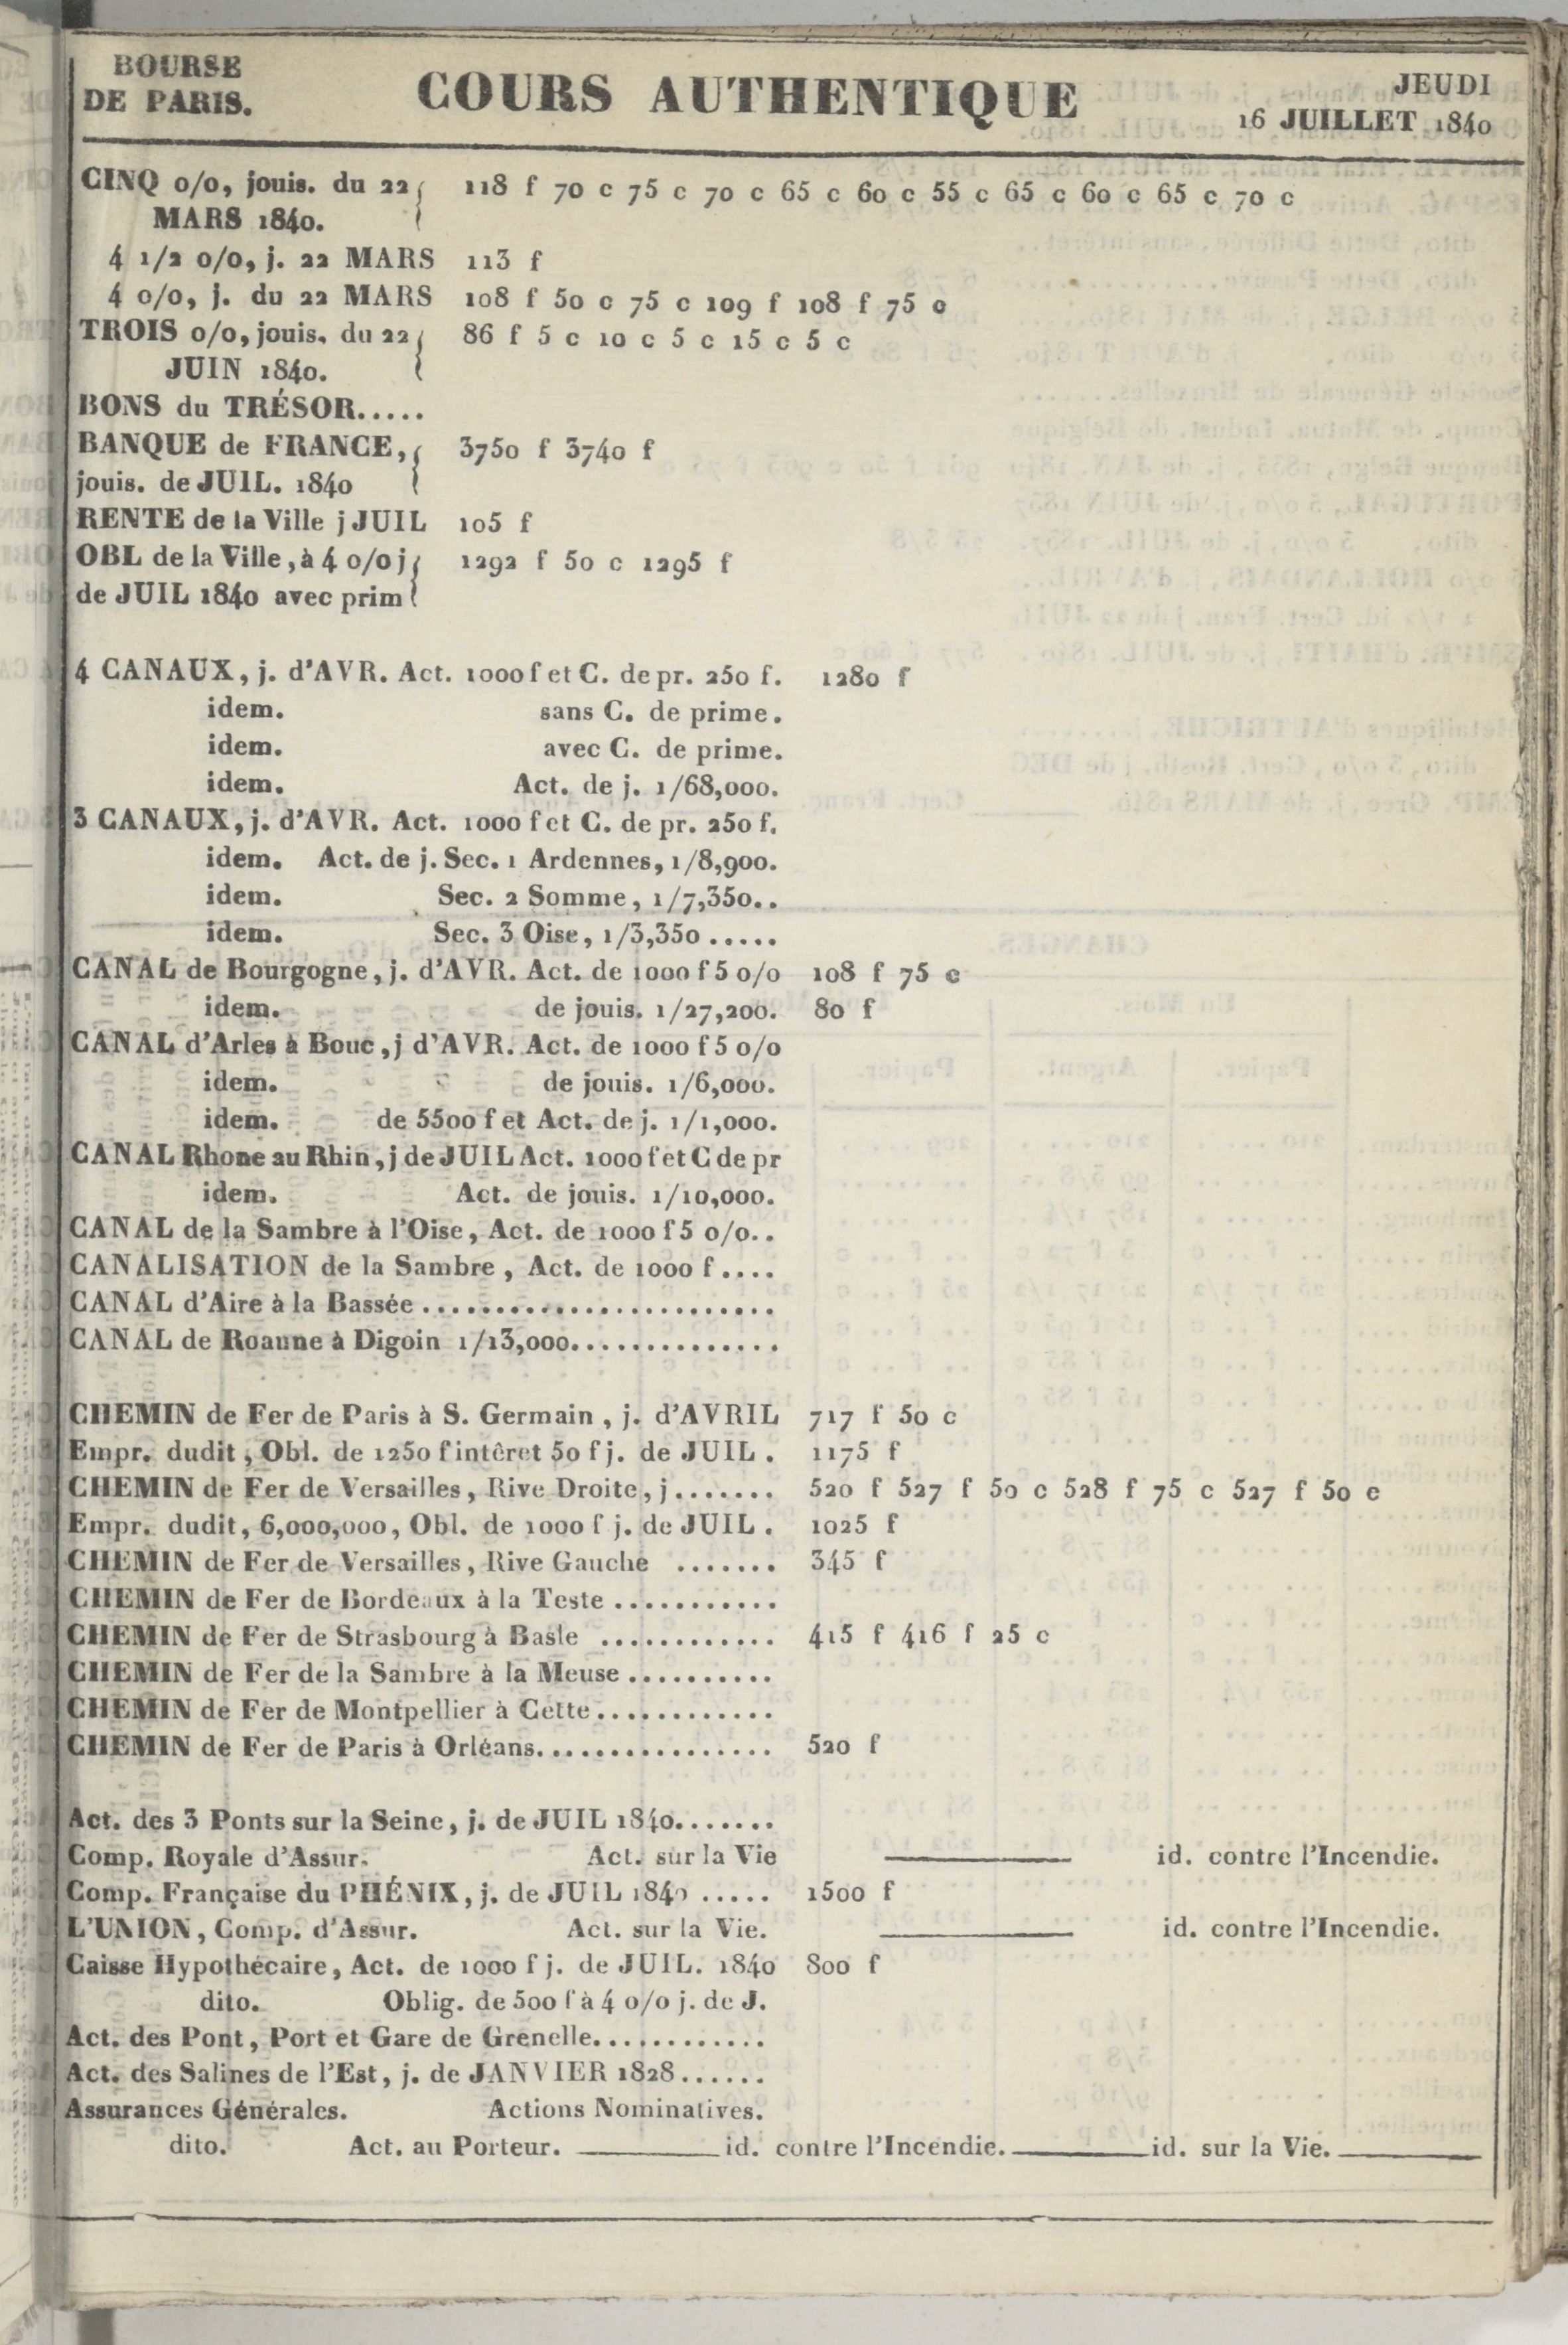 BOURSE
DE PARIS.
COURS AUTHENTIQUE
JEUDI
16 JUILLET 1840
CINQ o/o, jouis. du 22 118 f 70 c 75 c 70 c 65 c 60 c 55 c 65 c 60 c 65 c 70 c
MARS 1840.
4 1/2 o/o, j. 22 MARS 113 f
4 o/o, j. du 22 MARS 108 f 50 c 75 c 109 f 108 f 75 c
TROIS o/o, jouis. du 22 86 f 5 c 10 c 5 c 15 c 5 c
JUIN 1840.
BONS du TRÉSOR.....
BANQUE de FRANCE, 3750 f 3740 f
jouis. de JUIL. 1840
RENTE de la Ville j JUIL 105 f
OBL de la Ville, à 4 o/o j 1292 f 50 c 1295 f
de JUIL 1840 avec prim
4 CANAUX, j. d'AVR. Act. 1000 f et C. de pr. 250 f. 1280 f
idem. sans C. de prime.
idem. avec C. de prime.
idem. Act. de j. 1/68,000.
3 CANAUX, j. d'AVR. Act. 1000 f et C. de pr. 250 f.
idem. Act. de j. Sec. 1 Ardennes, 1/8,900.
idem. Sec. 2 Somme, 1/7,350..
idem. Sec. 3 Oise, 1/3,350.....
CANAL de Bourgogne, j. d'AVR. Act. de 1000 f 5 o/o 108 f 75 c
idem. de jouis. 1/27,200. 80 f
CANAL d'Arles à Bouc, j d'AVR. Act. de 1000 f 5 o/o
idem. de jouis. 1/6,000.
idem. de 5500 f et Act. de j. 1/1,000.
CANAL Rhone au Rhin, j de JUIL Act. 1000 f et C de pr
idem. Act. de jouis. 1/10,000.
CANAL de la Sambre à l'Oise, Act. de 1000 f 5 o/o..
CANALISATION de la Sambre, Act. de 1000 f....
CANAL d'Aire à la Bassée........................
CANAL de Roanne à Digoin 1/13,000..............
CHEMIN de Fer de Paris à S. Germain, j. d'AVRIL 717 f 50 c
Empr. dudit, Obl. de 1250 f intêret 50 f j. de JUIL. 1175 f
CHEMIN de Fer de Versailles, Rive Droite, j....... 520 f 527 f 50 c 528 f 75 c 527 f 50 c
Empr. dudit, 6,000,000, Obl. de 1000 f j. de JUIL. 1025 f
CHEMIN de Fer de Versailles, Rive Gauche ....... 345 f
CHEMIN de Fer de Bordeaux à la Teste...........
CHEMIN de Fer de Strasbourg à Basle ............ 415 f 416 f 25 c
CHEMIN de Fer de la Sambre à la Meuse..........
CHEMIN de Fer de Montpellier à Cette............
CHEMIN de Fer de Paris à Orléans................ 520 f
Act. des 3 Ponts sur la Seine, j. de JUIL 1840.......
Comp. Royale d'Assur. Act. sur la Vie id. contre l'Incendie.
Comp. Française du PHÉNIX, j. de JUIL 1840 ..... 1500 f
L'UNION, Comp. d'Assur. Act. sur la Vie. id. contre l'Incendie.
Caisse Hypothécaire, Act. de 1000 f j. de JUIL. 1840 800 f
dito. Oblig. de 500 f à 4 o/o j. de J.
Act. des Pont, Port et Gare de Grenelle............
Act. des Salines de l'Est, j. de JANVIER 1828......
Assurances Générales. Actions Nominatives.
dito. Act. au Porteur. id. contre l'Incendie. id. sur la Vie.